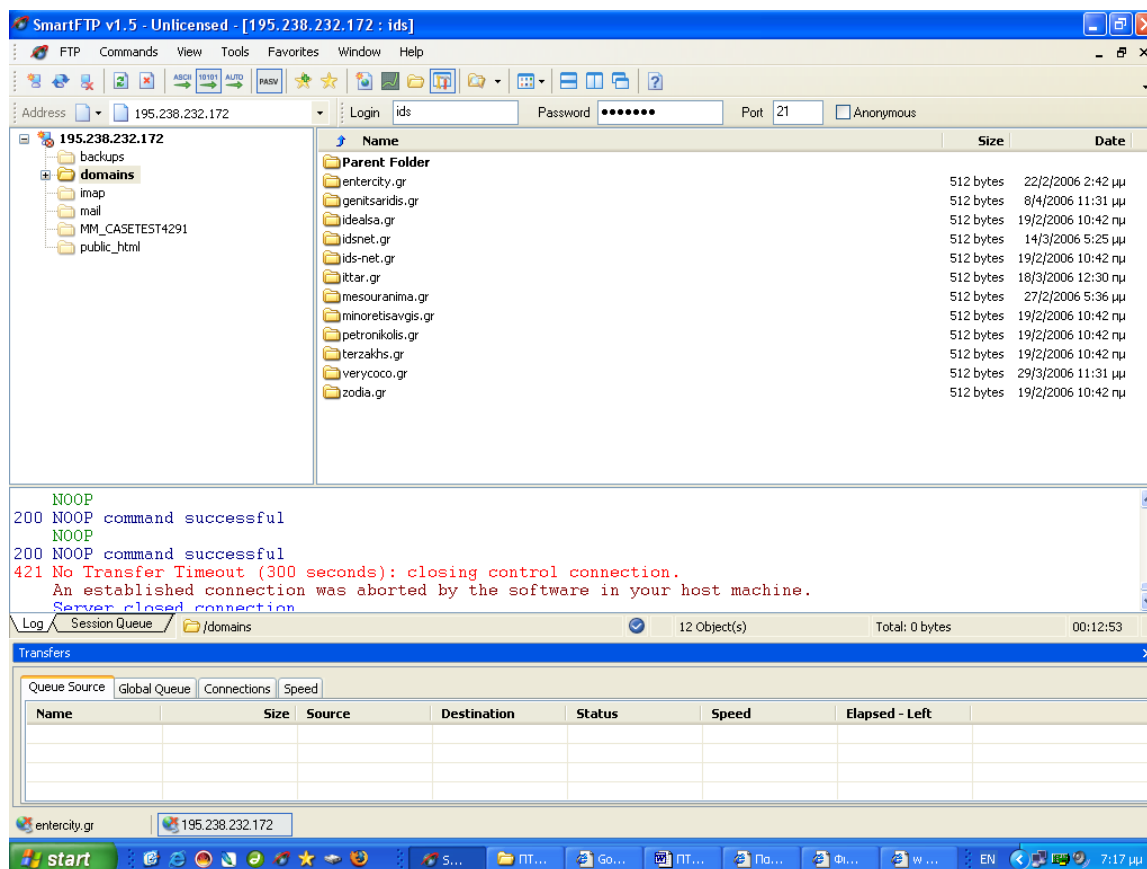 SmartFTP v1.5 - Unlicensed - [195.238.232.172 : ids]
FTP Commands View Tools Favorites Window Help
ASCII 10101 AUTO PASV
Address 195.238.232.172 Login ids Password ●●●●●●● Port 21 Anonymous
195.238.232.172
backups
domains
imap
mail
MM_CASETEST4291
public_html
Name Size Date
Parent Folder
entercity.gr 512 bytes 22/2/2006 2:42 μμ
genitsaridis.gr 512 bytes 8/4/2006 11:31 μμ
idealsa.gr 512 bytes 19/2/2006 10:42 πμ
idsnet.gr 512 bytes 14/3/2006 5:25 μμ
ids-net.gr 512 bytes 19/2/2006 10:42 πμ
ittar.gr 512 bytes 18/3/2006 12:30 πμ
mesouranima.gr 512 bytes 27/2/2006 5:36 μμ
minoretisavgis.gr 512 bytes 19/2/2006 10:42 πμ
petronikolis.gr 512 bytes 19/2/2006 10:42 πμ
terzakhs.gr 512 bytes 19/2/2006 10:42 πμ
verycoco.gr 512 bytes 29/3/2006 11:31 μμ
zodia.gr 512 bytes 19/2/2006 10:42 πμ
NOOP
200 NOOP command successful
NOOP
200 NOOP command successful
421 No Transfer Timeout (300 seconds): closing control connection.
An established connection was aborted by the software in your host machine.
Server closed connection
Log Session Queue /domains 12 Object(s) Total: 0 bytes 00:12:53
Transfers
Queue Source Global Queue Connections Speed
Name Size Source Destination Status Speed Elapsed - Left
entercity.gr 195.238.232.172
start S... ΠΤ... Go... ΠΤ... Πα... Φι... w ... EN 7:17 μμ